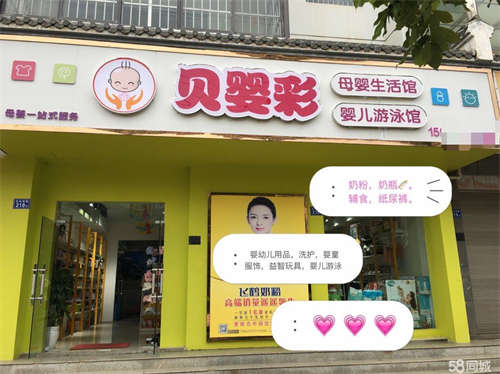 贝婴彩
母婴生活馆
婴儿游泳馆
母婴一站式服务
15
210
奶粉，奶瓶🍼，
辅食，纸尿裤。
婴幼儿用品，洗护，婴童
服饰，益智玩具，婴儿游泳
飞鹤奶粉
58同城